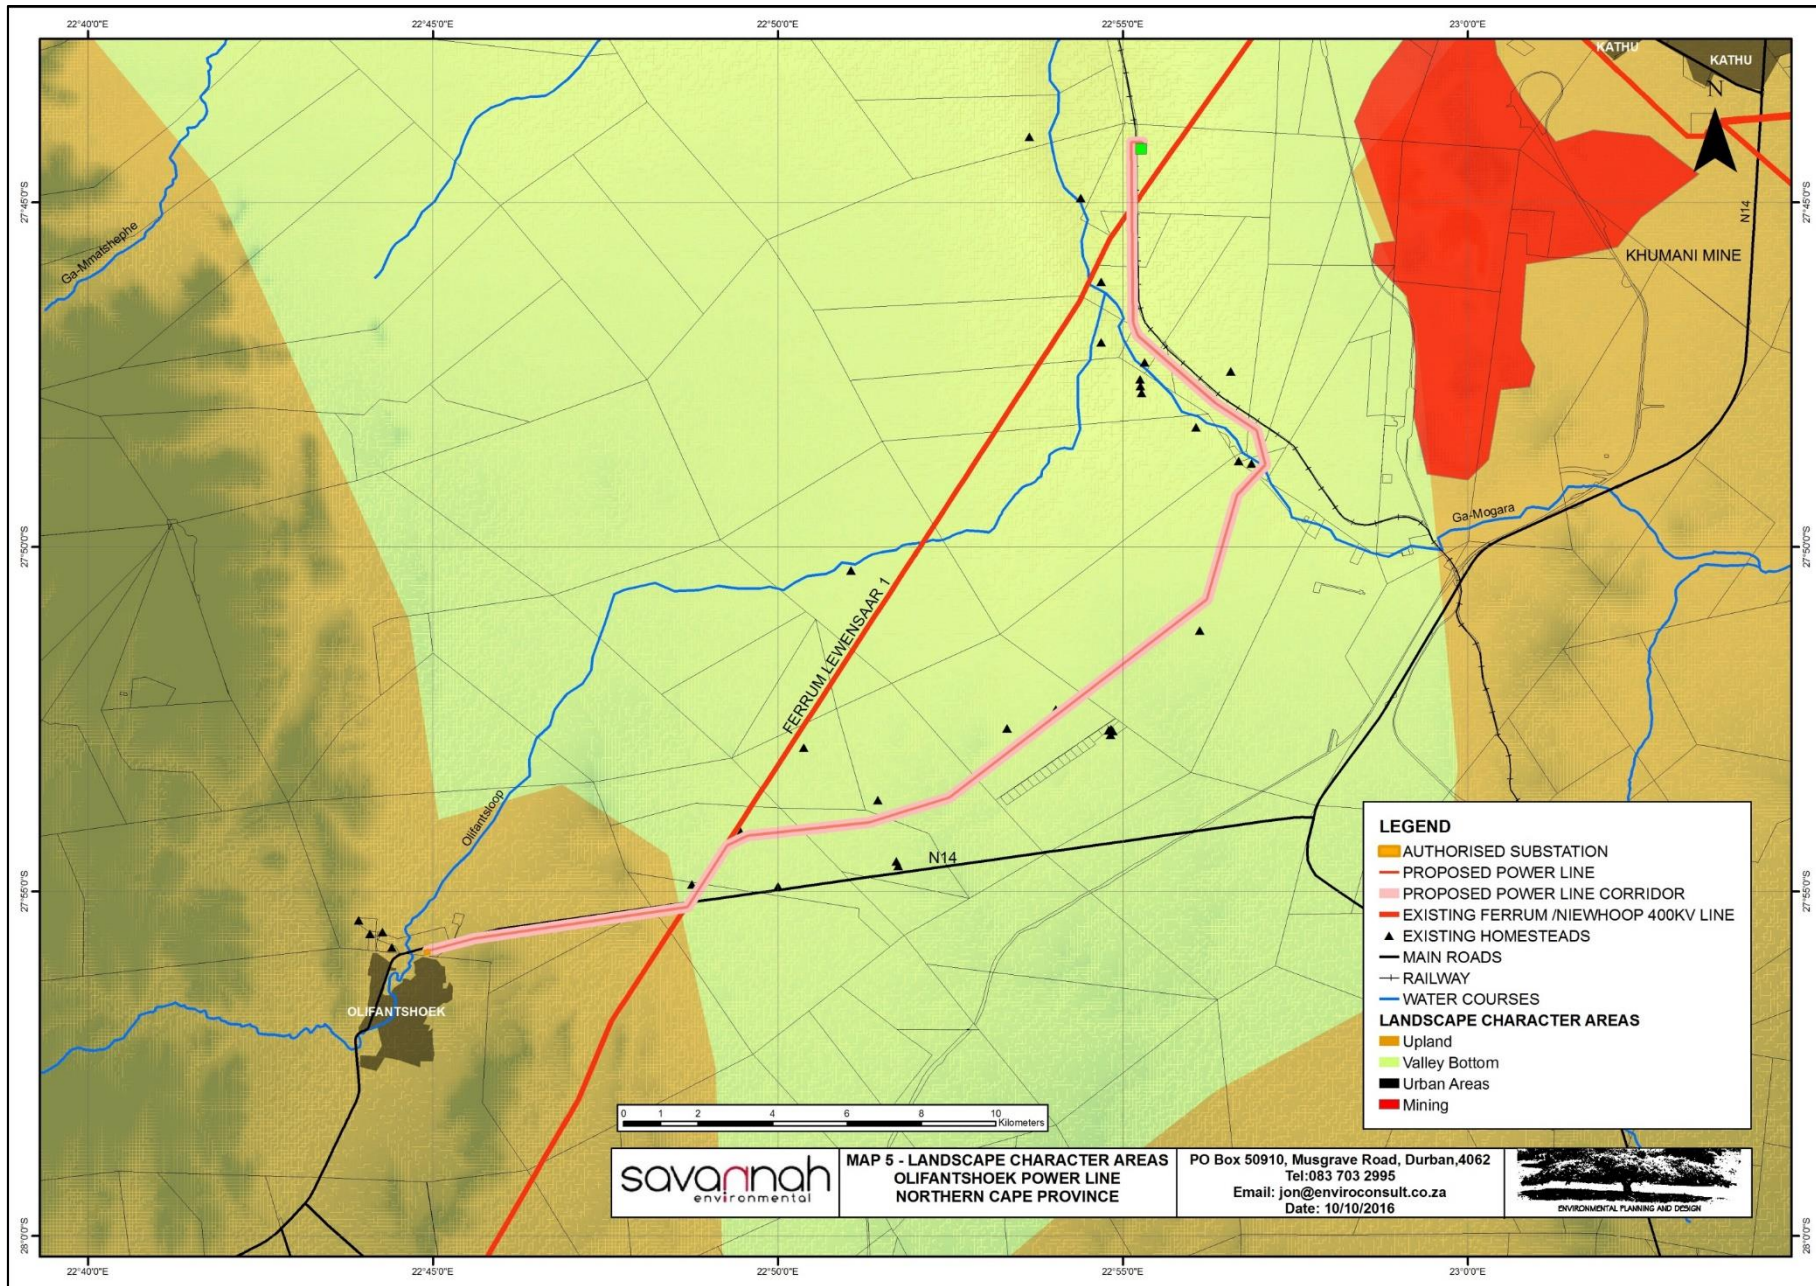 22°40'0"E
22°45'0"E
22°50'0"E
22°55'0"E
23°0'0"E
KATHU
KATHU
N
27°45'0"S
27°45'0"S
N14
Ga-Mmatshephe
KHUMANI MINE
Ga-Mogara
27°50'0"S
27°50'0"S
FERRUM LEWENSAAR 1
Olifantsloop
N14
27°55'0"S
27°55'0"S
OLIFANTSHOEK
LEGEND
AUTHORISED SUBSTATION
PROPOSED POWER LINE
PROPOSED POWER LINE CORRIDOR
EXISTING FERRUM /NIEWHOOP 400KV LINE
EXISTING HOMESTEADS
MAIN ROADS
RAILWAY
WATER COURSES
LANDSCAPE CHARACTER AREAS
Upland
Valley Bottom
Urban Areas
Mining
0 1 2 4 6 8 10
Kilometers
savannah
environmental
MAP 5 - LANDSCAPE CHARACTER AREAS
OLIFANTSHOEK POWER LINE
NORTHERN CAPE PROVINCE
PO Box 50910, Musgrave Road, Durban,4062
Tel:083 703 2995
Email: jon@enviroconsult.co.za
Date: 10/10/2016
ENVIRONMENTAL PLANNING AND DESIGN
28°0'0"S
28°0'0"S
22°40'0"E
22°45'0"E
22°50'0"E
22°55'0"E
23°0'0"E